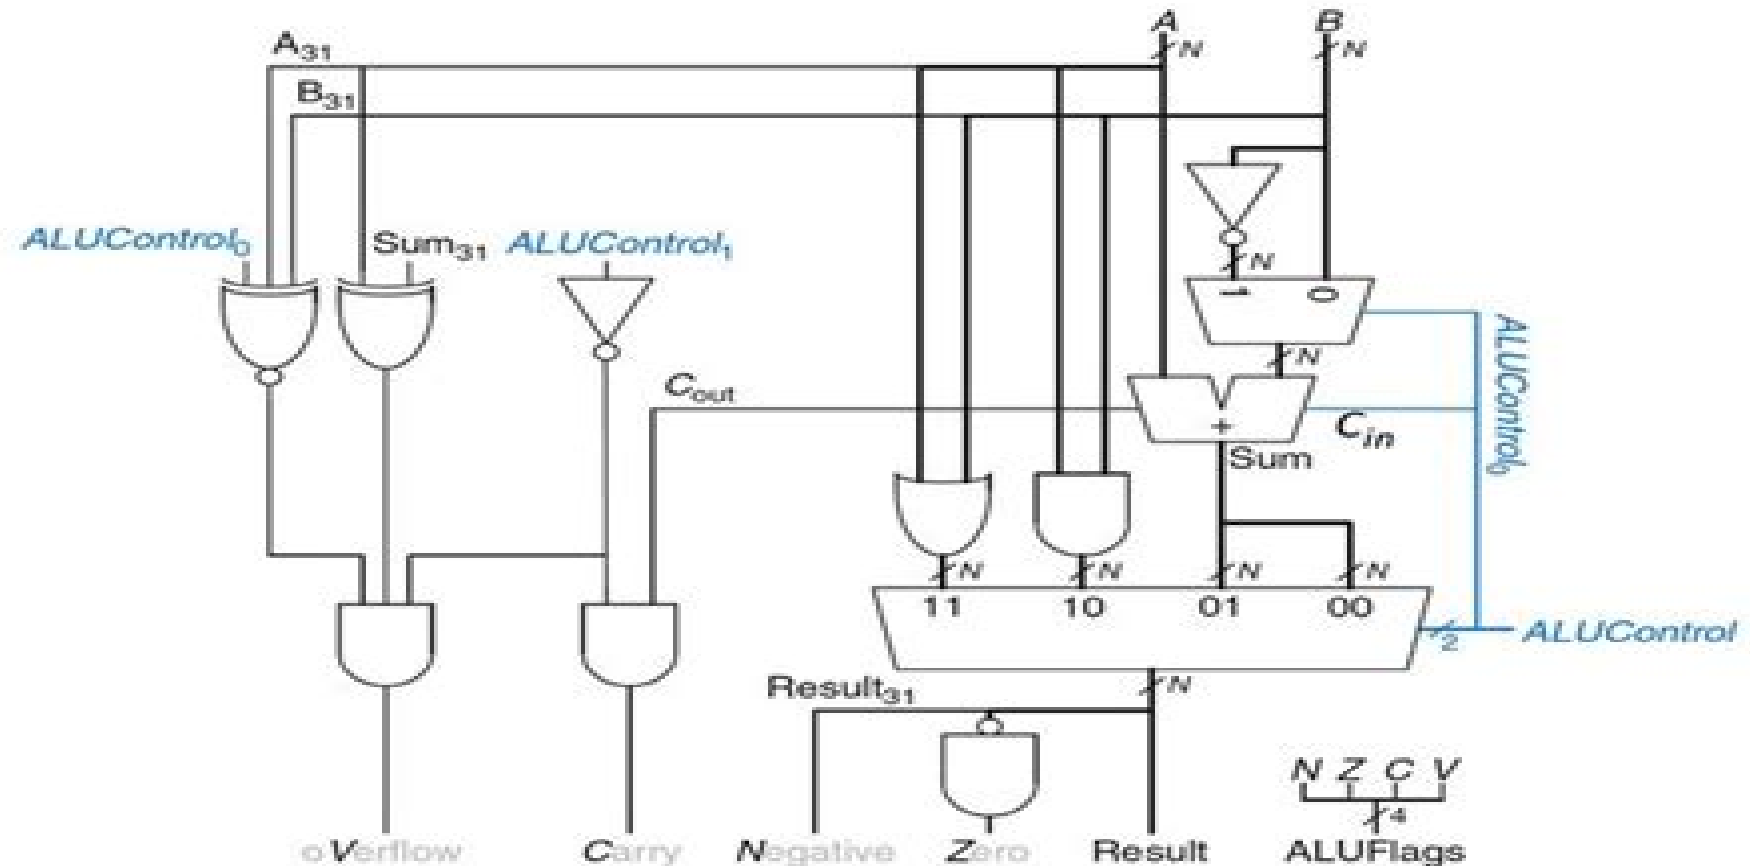 A B
A31 N N
B31
ALUControl0 Sum31 ALUControl1
N
1 0
ALUControl0
N
Cout
Cin
+
Sum
N N N N
11 10 01 00
2 ALUControl
Result31 N
N Z C V
4
oVerflow Carry Negative Zero Result ALUFlags